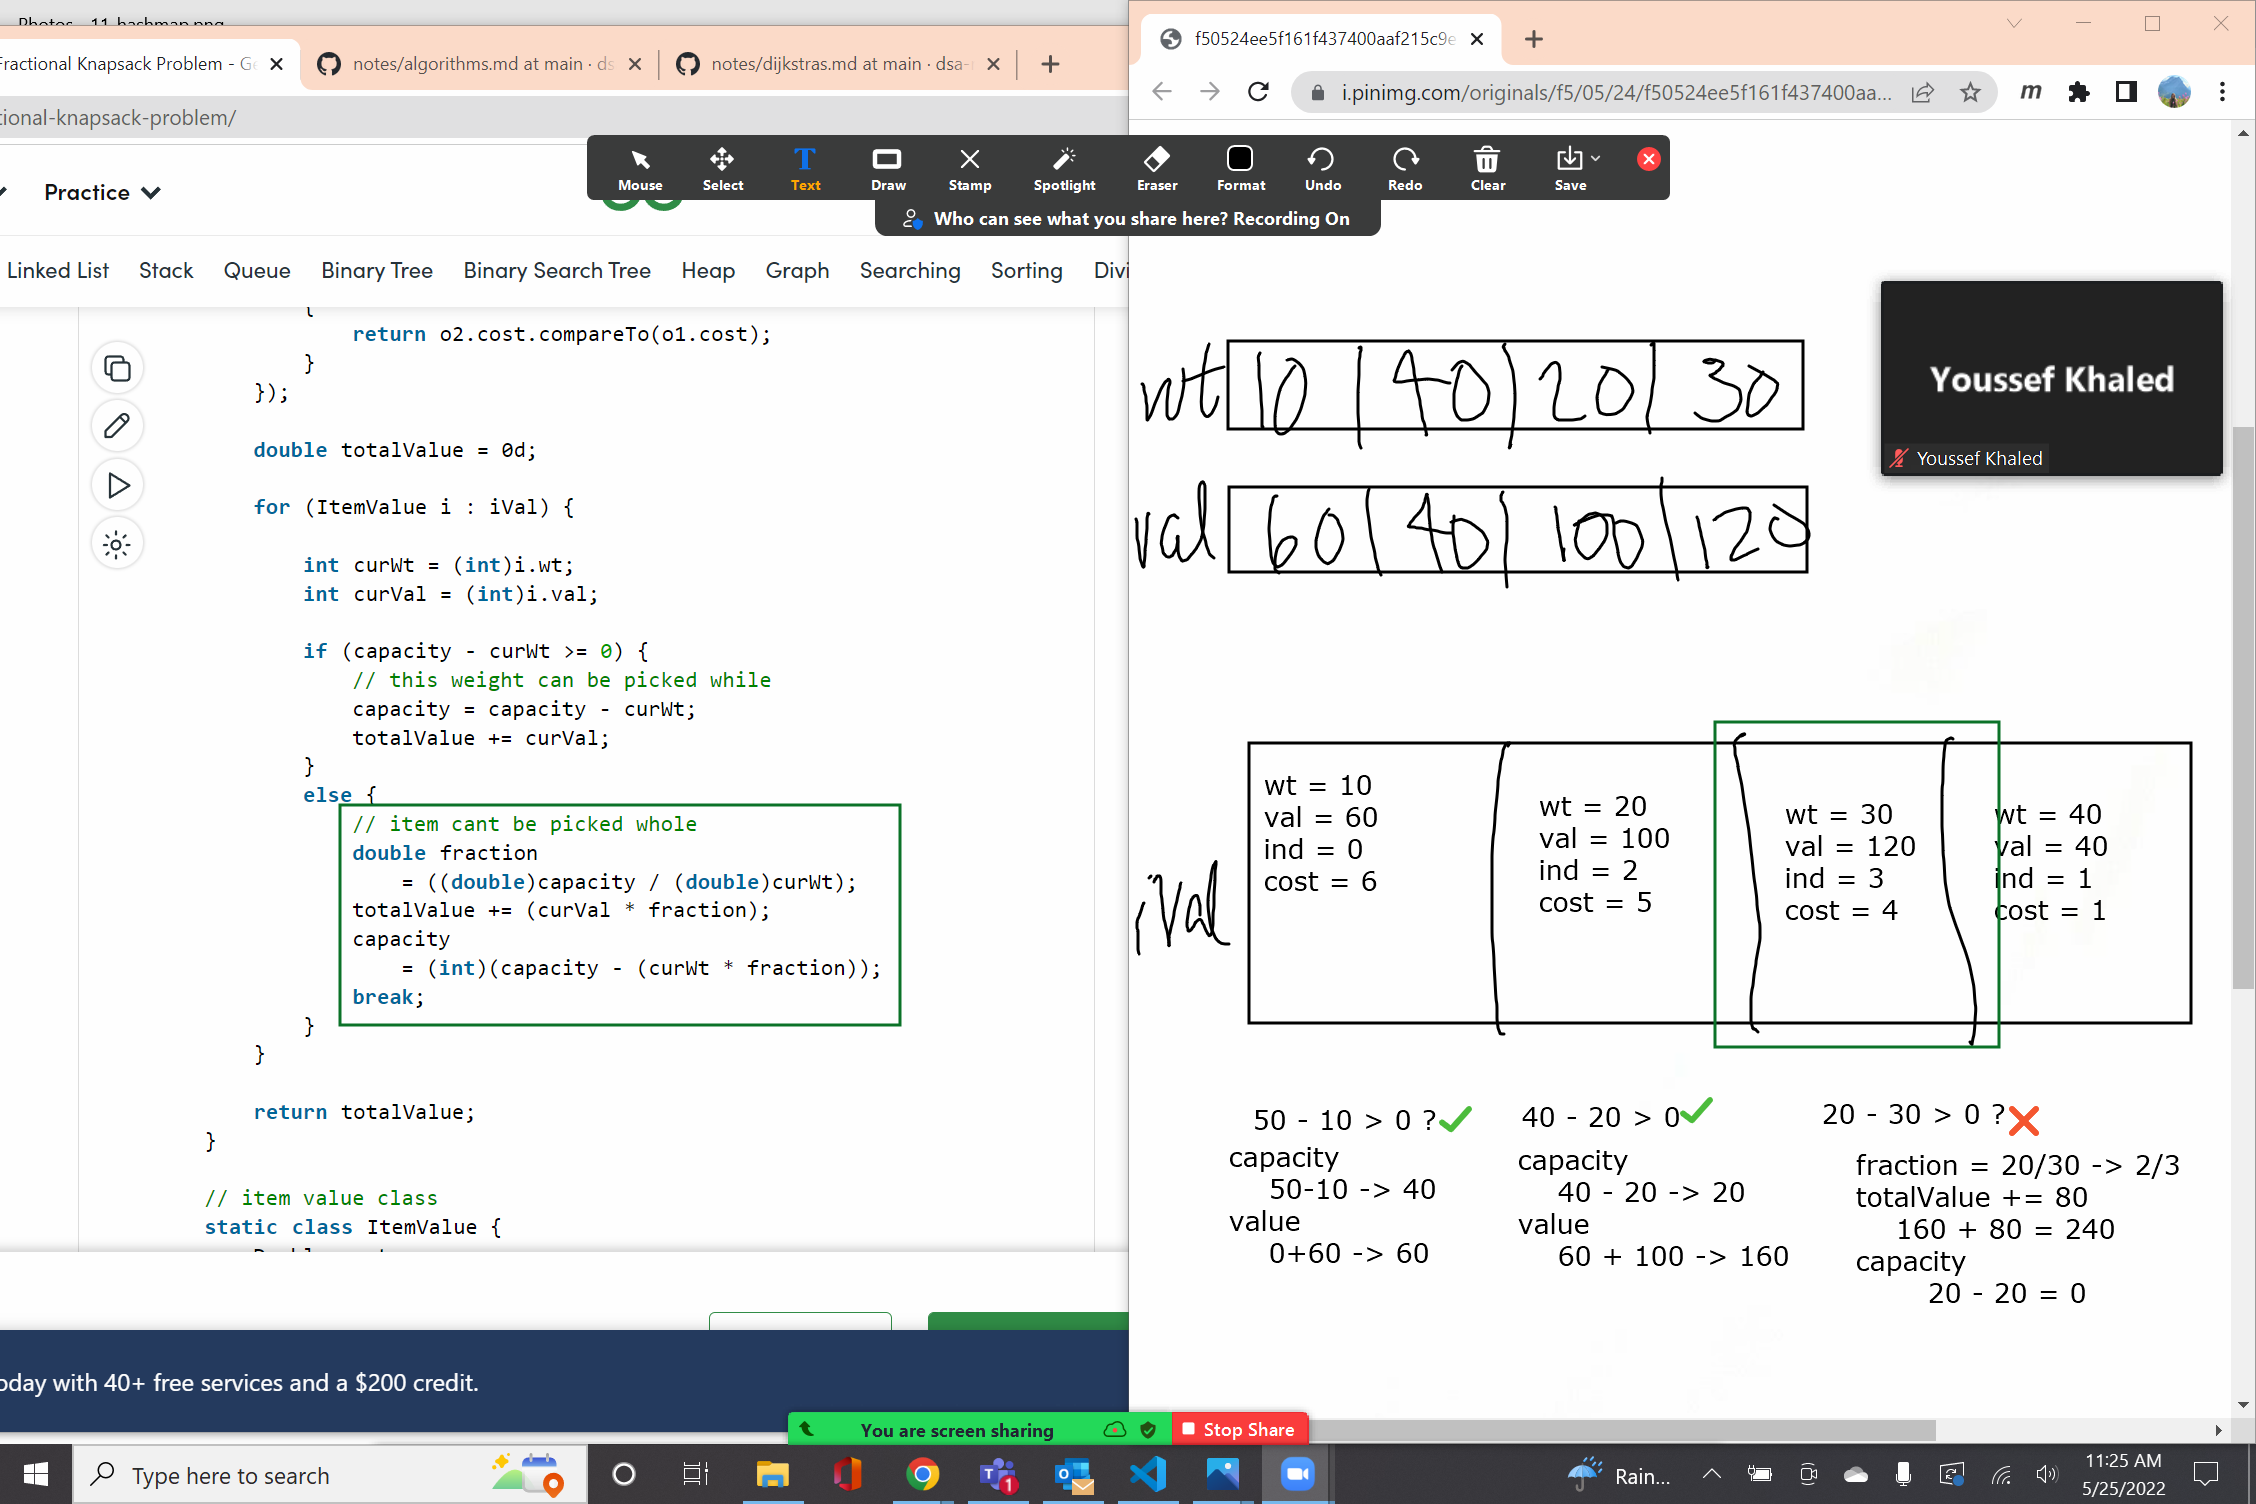 Photos - 11-hashmap.png
Fractional Knapsack Problem - Ge
notes/algorithms.md at main · ds
notes/dijkstras.md at main · dsa-
tional-knapsack-problem/
f50524ee5f161f437400aaf215c9e
i.pinimg.com/originals/f5/05/24/f50524ee5f161f437400aa...
m
Mouse
Select
T
Text
Draw
Stamp
Spotlight
Eraser
Format
Undo
Redo
Clear
Save
Who can see what you share here? Recording On
Practice
Linked List Stack Queue Binary Tree Binary Search Tree Heap Graph Searching Sorting Divi
{
return o2.cost.compareTo(o1.cost);
}
});
double totalValue = 0d;
for (ItemValue i : iVal) {
int curWt = (int)i.wt;
int curVal = (int)i.val;
if (capacity - curWt >= 0) {
// this weight can be picked while
capacity = capacity - curWt;
totalValue += curVal;
}
else {
// item cant be picked whole
double fraction
= ((double)capacity / (double)curWt);
totalValue += (curVal * fraction);
capacity
= (int)(capacity - (curWt * fraction));
break;
}
}
return totalValue;
}
// item value class
static class ItemValue {
oday with 40+ free services and a $200 credit.
Youssef Khaled
Youssef Khaled
wt 10 | 40 | 20 | 30
val 60 | 40 | 100 | 120
iVal
wt = 10
val = 60
ind = 0
cost = 6
wt = 20
val = 100
ind = 2
cost = 5
wt = 30
val = 120
ind = 3
cost = 4
wt = 40
val = 40
ind = 1
cost = 1
50 - 10 > 0 ?
capacity
50-10 -> 40
value
0+60 -> 60
40 - 20 > 0
capacity
40 - 20 -> 20
value
60 + 100 -> 160
20 - 30 > 0 ?
fraction = 20/30 -> 2/3
totalValue += 80
160 + 80 = 240
capacity
20 - 20 = 0
You are screen sharing
Stop Share
Type here to search
1
Rain...
11:25 AM
5/25/2022